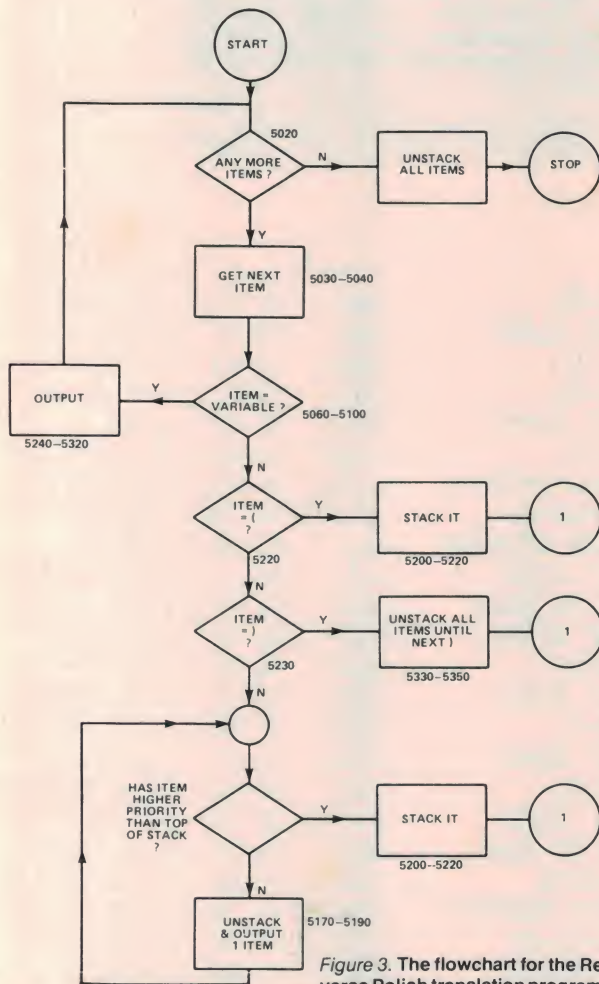 START
5020
ANY MORE
ITEMS ?
N
UNSTACK
ALL ITEMS
STOP
Y
GET NEXT
ITEM
5030–5040
OUTPUT
Y
ITEM =
VARIABLE ?
5060–5100
5240–5320
N
ITEM
= (
?
Y
STACK IT
1
5220
5200–5220
N
ITEM
= )
?
Y
UNSTACK ALL
ITEMS UNTIL
NEXT )
1
5230
5330–5350
N
HAS ITEM
HIGHER
PRIORITY
THAN TOP
OF STACK
?
Y
STACK IT
1
5200--5220
N
UNSTACK
& OUTPUT
1 ITEM
5170–5190
Figure 3. The flowchart for the Re
verse Polish translation program